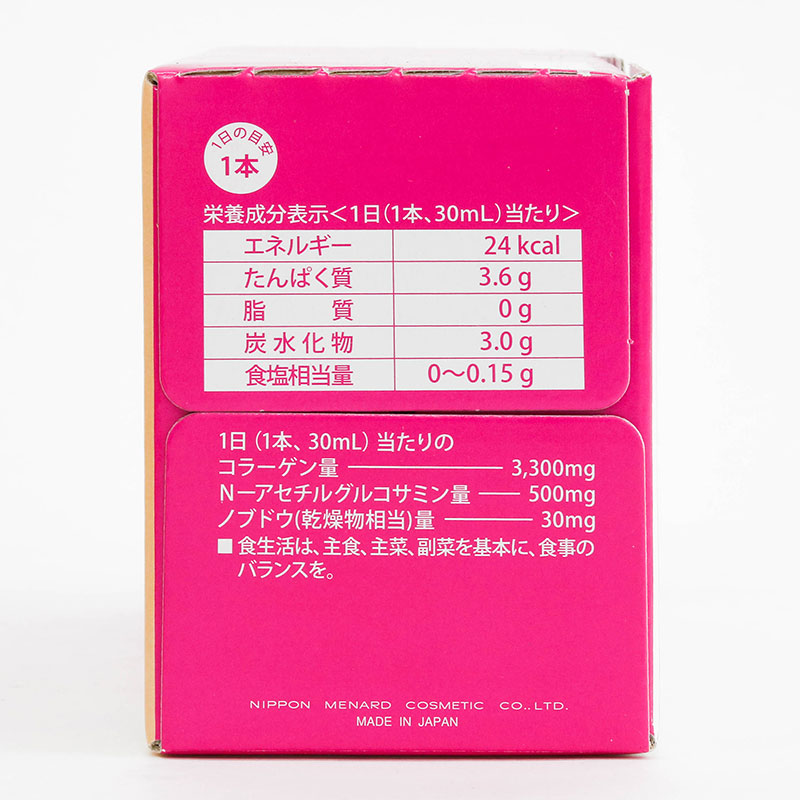 1日の目安
1本
栄養成分表示＜1日(1本、30mL)当たり＞
エネルギー 24 kcal
たんぱく質 3.6 g
脂質 0 g
炭水化物 3.0 g
食塩相当量 0〜0.15 g
1日(1本、30mL)当たりの
コラーゲン量 3,300mg
N-アセチルグルコサミン量 500mg
ノブドウ(乾燥物相当)量 30mg
■ 食生活は、主食、主菜、副菜を基本に、食事の
バランスを。
NIPPON MENARD COSMETIC CO.,LTD.
MADE IN JAPAN